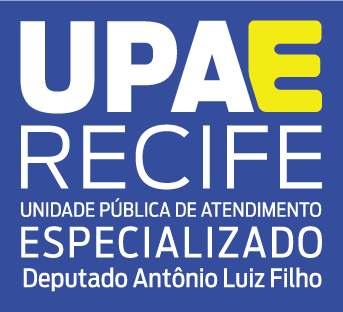 UPAE
RECIFE
UNIDADE PÚBLICA DE ATENDIMENTO
ESPECIALIZADO
Deputado Antônio Luiz Filho